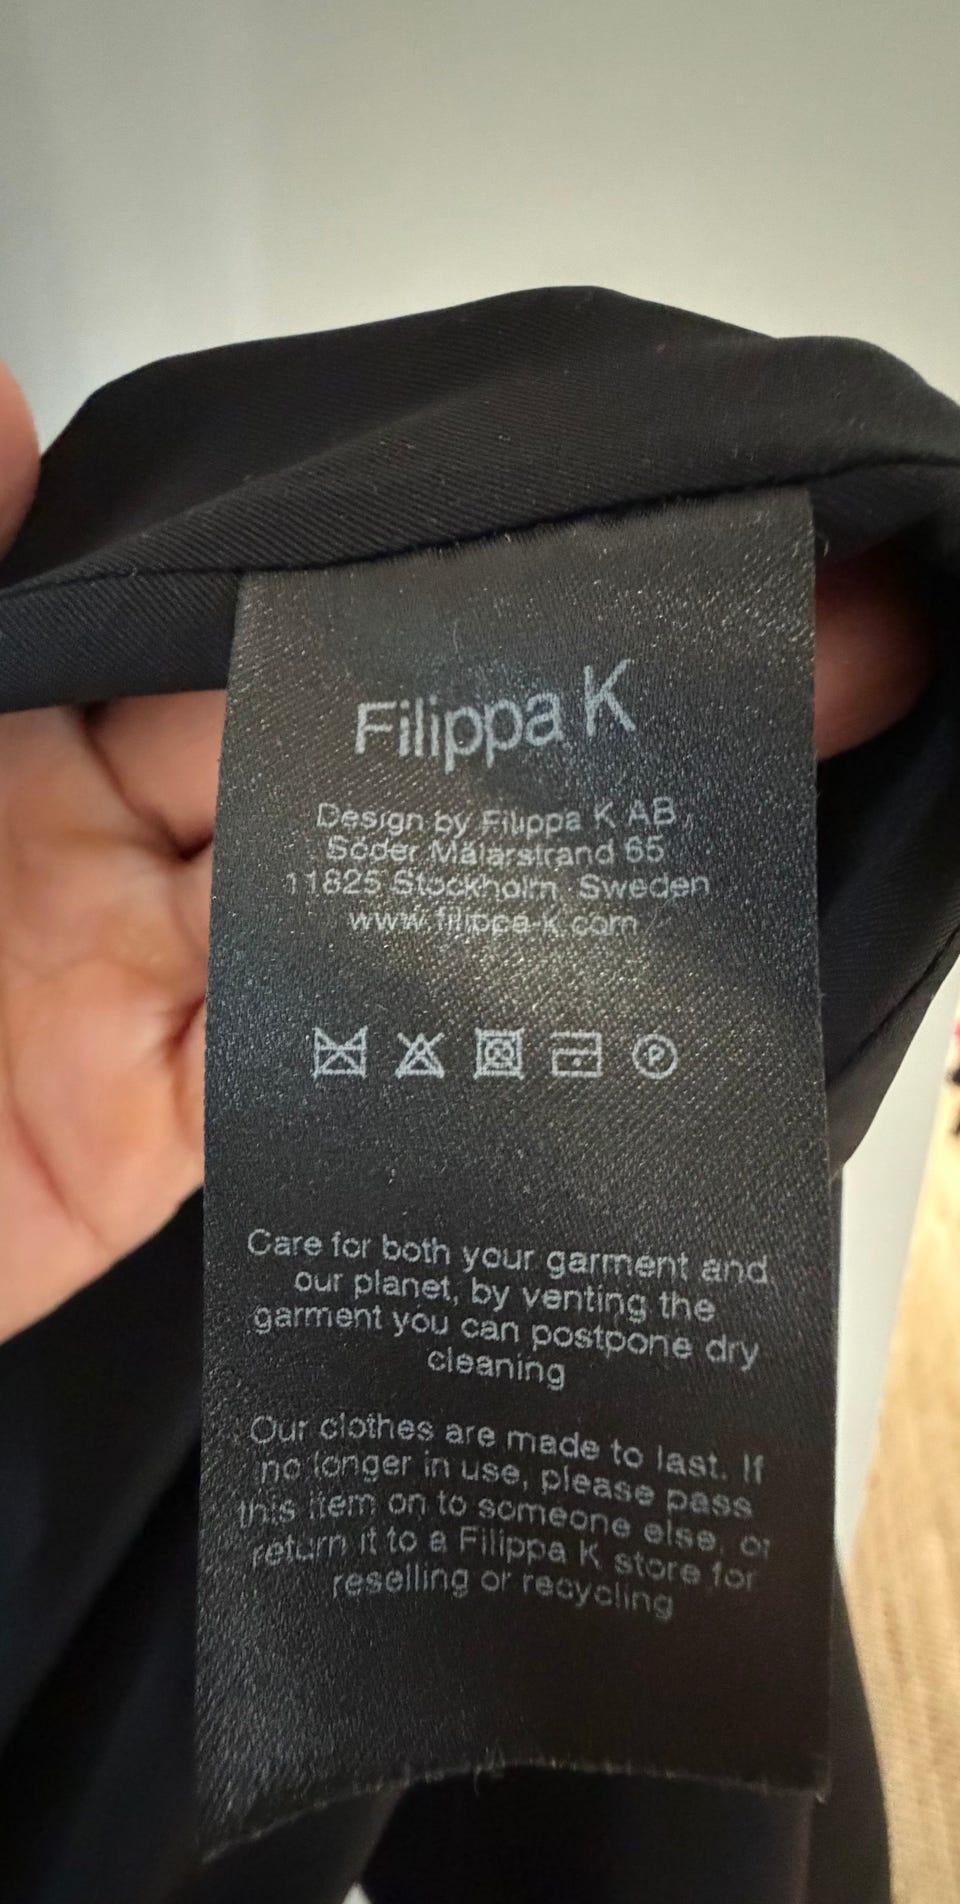 Filippa K
Design by Filippa K AB
Söder Mälarstrand 65
11825 Stockholm, Sweden
www.filippa-k.com
P
Care for both your garment and
our planet, by venting the
garment you can postpone dry
cleaning
Our clothes are made to last. If
no longer in use, please pass
this item on to someone else, or
return it to a Filippa K store for
reselling or recycling